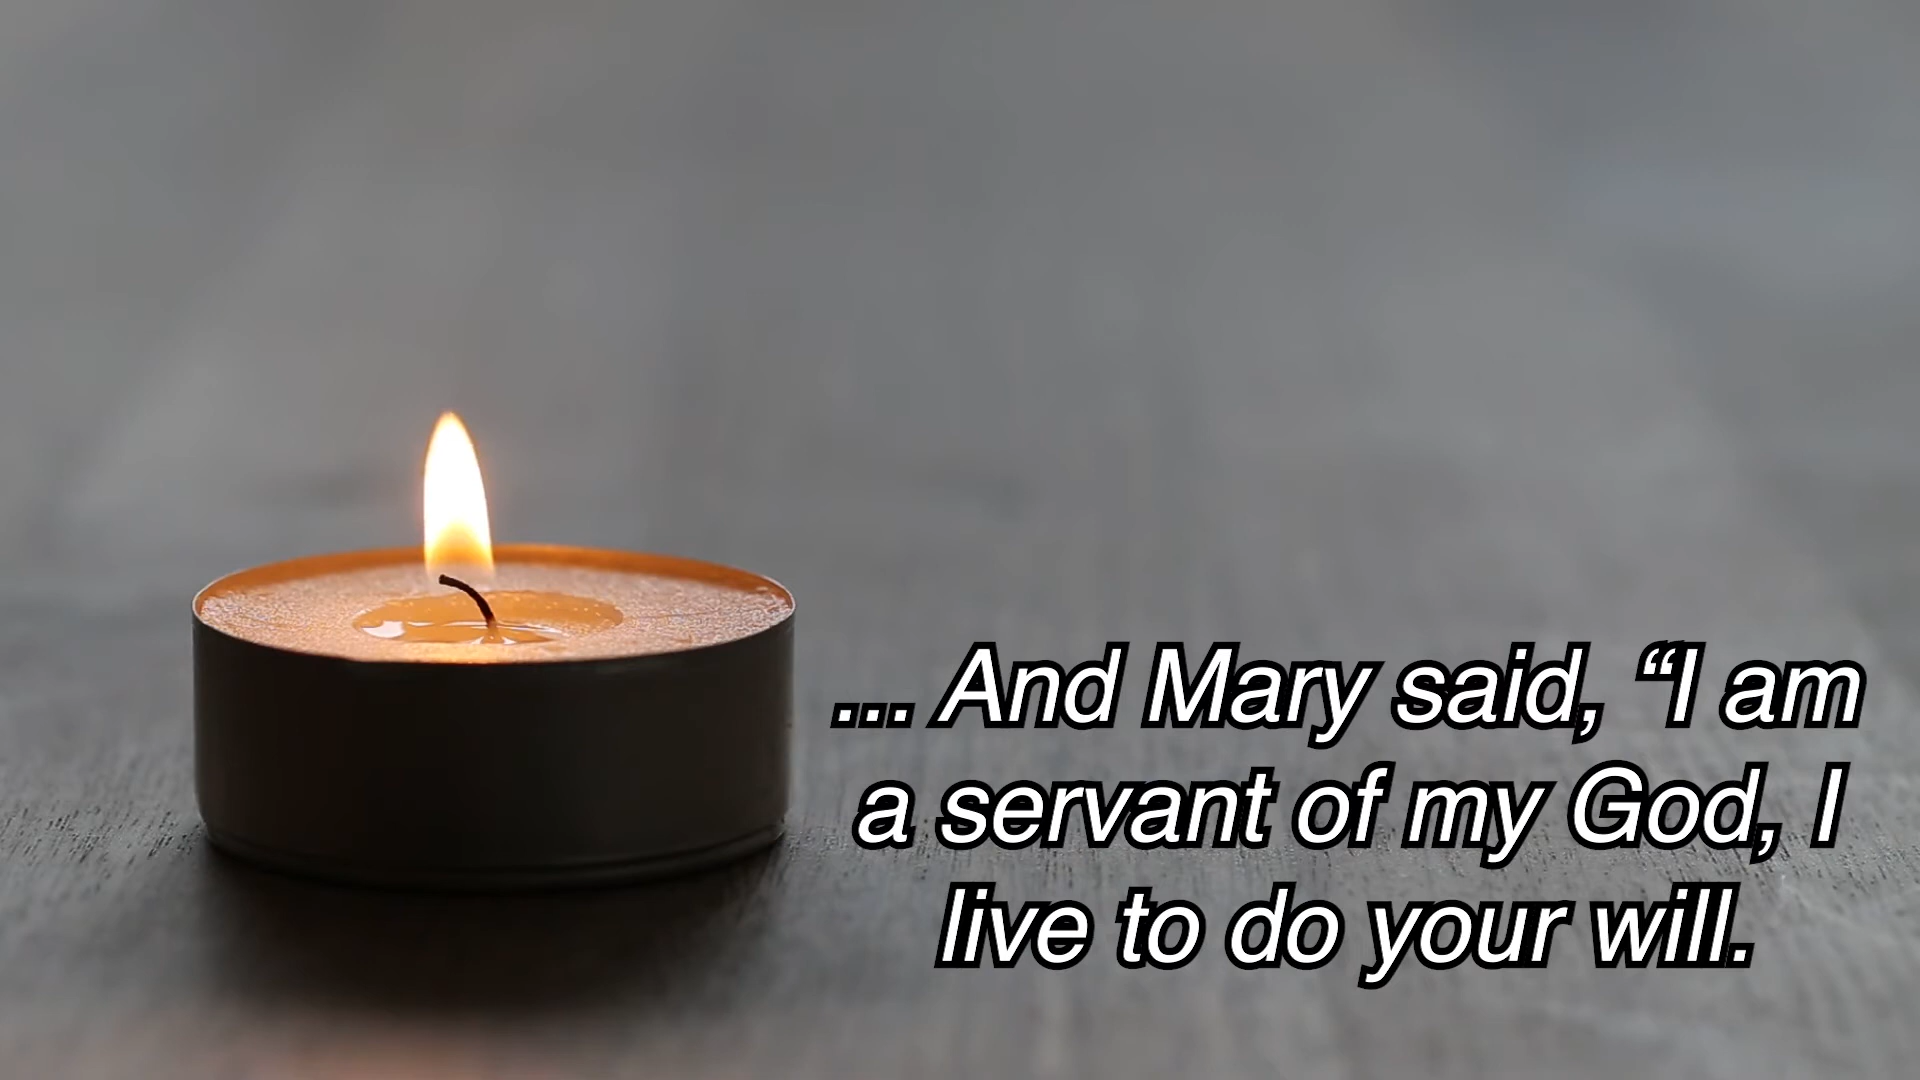 ... And Mary said, “I am
a servant of my God, I
live to do your will.